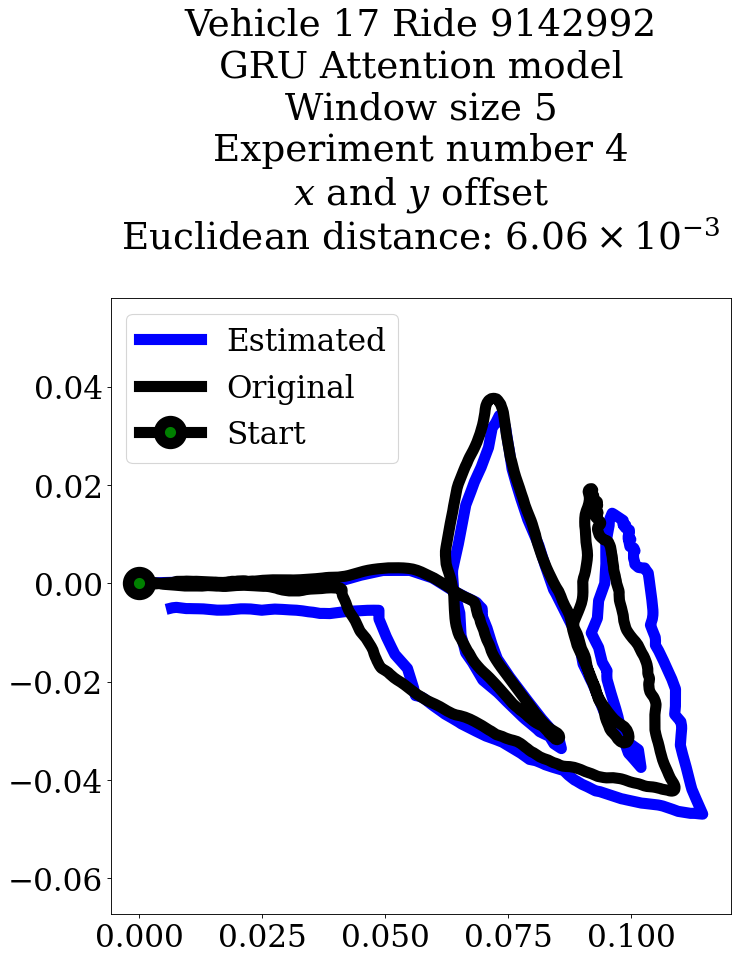 Vehicle 17 Ride 9142992
GRU Attention model
Window size 5
Experiment number 4
x and y offset
Euclidean distance: 6.06 × 10⁻³
Estimated
Original
Start
0.04
0.02
0.00
−0.02
−0.04
−0.06
0.000 0.025 0.050 0.075 0.100